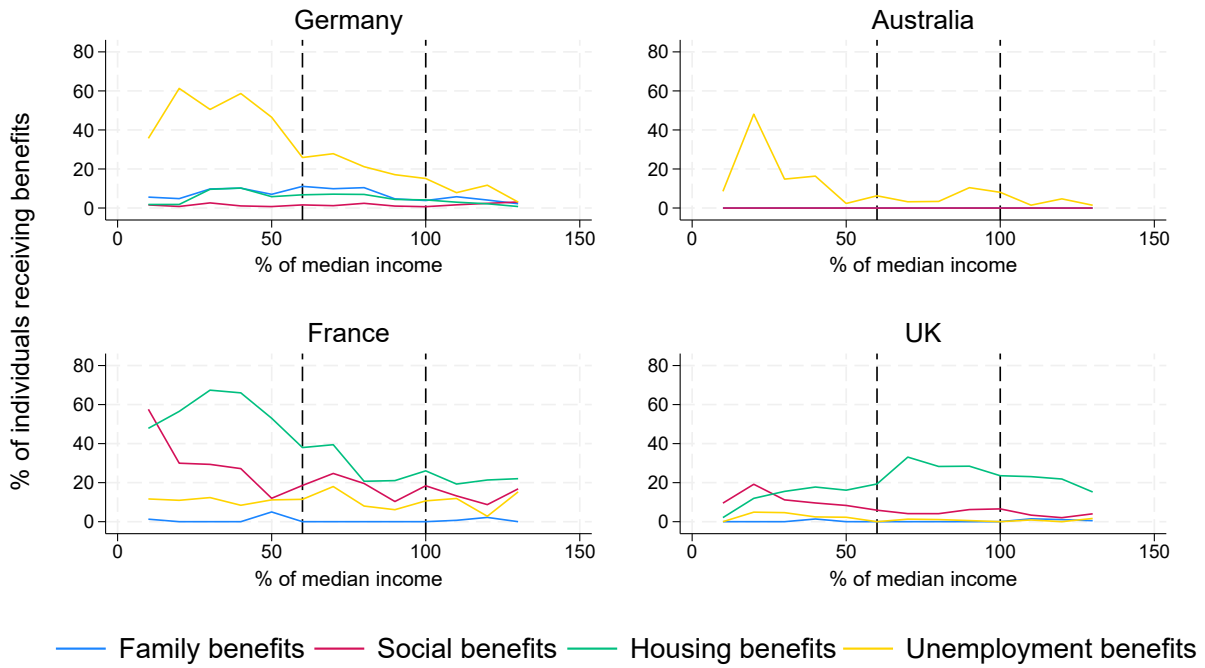 % of individuals receiving benefits
Germany
80
60
40
20
0
0 50 100 150
% of median income
Australia
80
60
40
20
0
0 50 100 150
% of median income
France
80
60
40
20
0
0 50 100 150
% of median income
UK
80
60
40
20
0
0 50 100 150
% of median income
Family benefits Social benefits Housing benefits Unemployment benefits